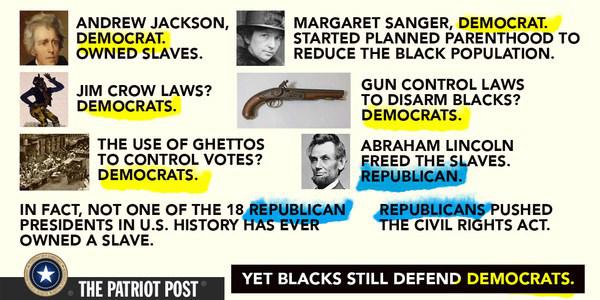 ANDREW JACKSON,
DEMOCRAT.
OWNED SLAVES.
MARGARET SANGER, DEMOCRAT.
STARTED PLANNED PARENTHOOD TO
REDUCE THE BLACK POPULATION.
JIM CROW LAWS?
DEMOCRATS.
GUN CONTROL LAWS
TO DISARM BLACKS?
DEMOCRATS.
THE USE OF GHETTOS
TO CONTROL VOTES?
DEMOCRATS.
ABRAHAM LINCOLN
FREED THE SLAVES.
REPUBLICAN.
IN FACT, NOT ONE OF THE 18 REPUBLICAN
PRESIDENTS IN U.S. HISTORY HAS EVER
OWNED A SLAVE.
REPUBLICANS PUSHED
THE CIVIL RIGHTS ACT.
THE PATRIOT POST
YET BLACKS STILL DEFEND DEMOCRATS.